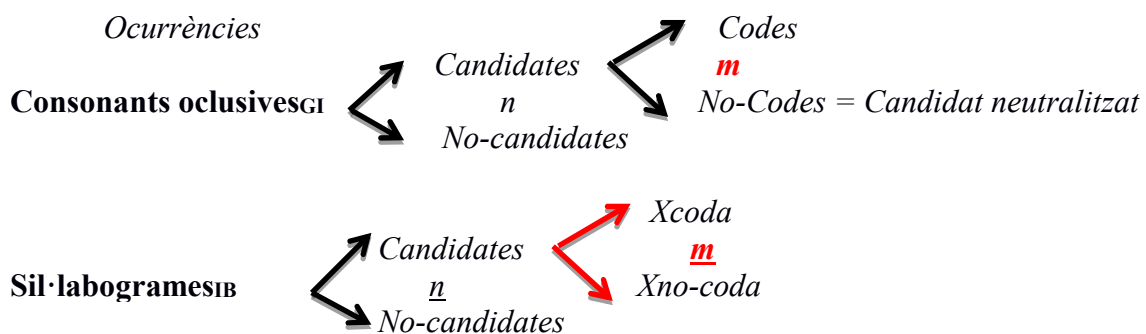 Ocurrències Codes
Candidates m
Consonants oclusivesGI n No-Codes = Candidat neutralitzat
No-candidates
Xcoda
Candidates m
Sil·labogramesIB n Xno-coda
No-candidates